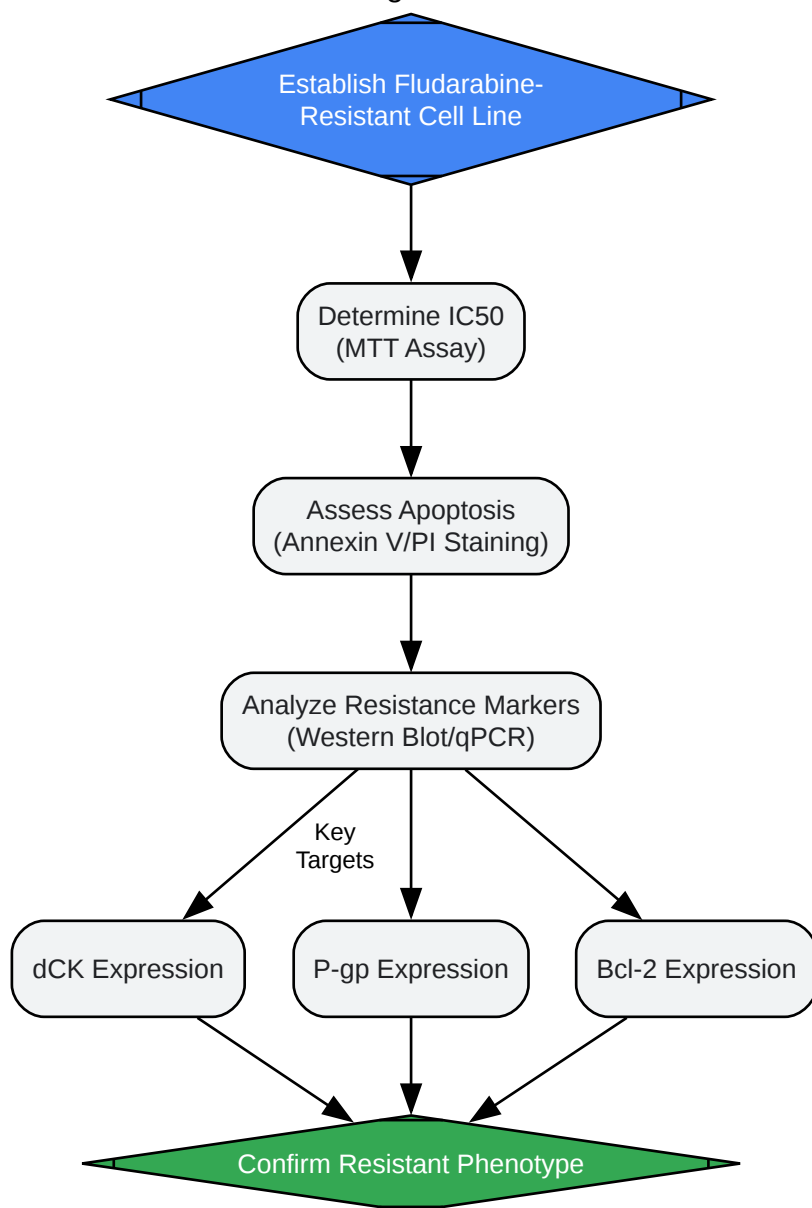 Establish Fludarabine-
Resistant Cell Line
Determine IC50
(MTT Assay)
Assess Apoptosis
(Annexin V/PI Staining)
Analyze Resistance Markers
(Western Blot/qPCR)
Key
Targets
dCK Expression
P-gp Expression
Bcl-2 Expression
Confirm Resistant Phenotype